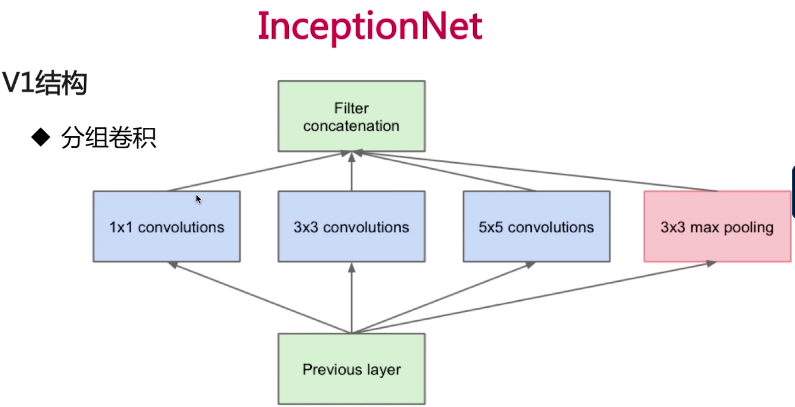 InceptionNet
V1结构
◆ 分组卷积
Filter
concatenation
1x1 convolutions
3x3 convolutions
5x5 convolutions
3x3 max pooling
Previous layer